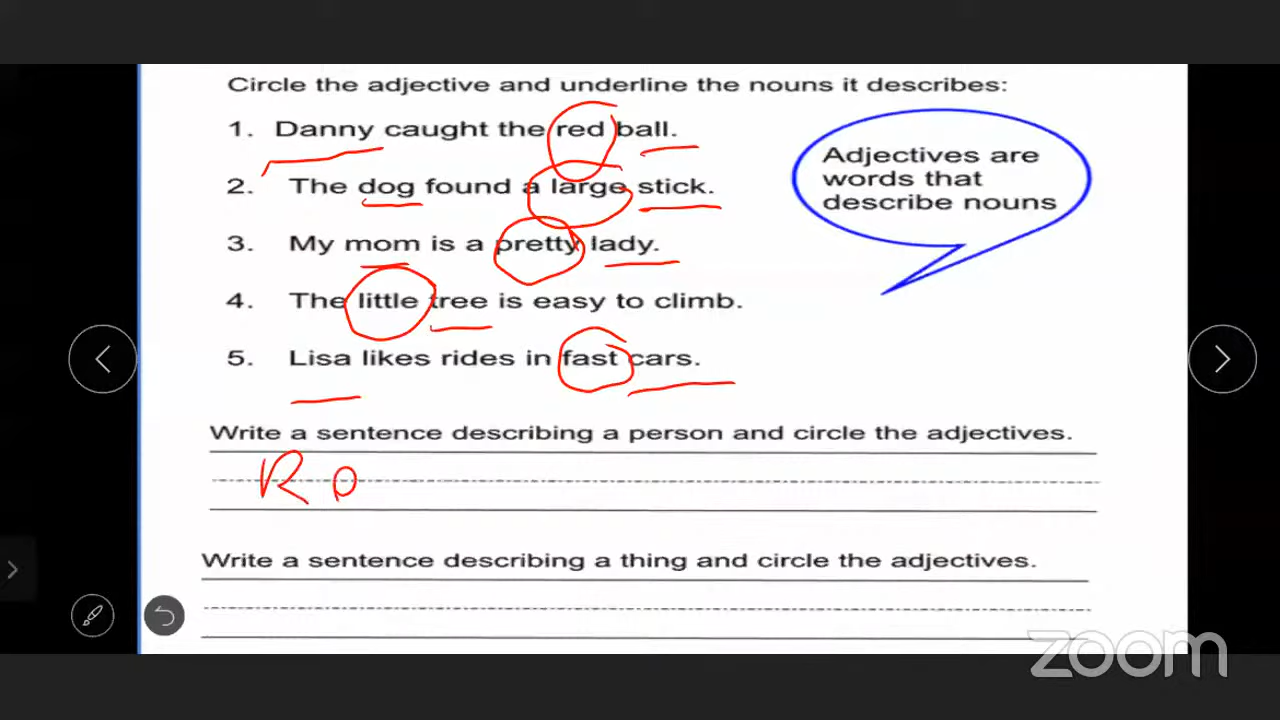 Circle the adjective and underline the nouns it describes:
1. Danny caught the red ball.
2. The dog found a large stick.
3. My mom is a pretty lady.
4. The little tree is easy to climb.
5. Lisa likes rides in fast cars.
Adjectives are
words that
describe nouns
Write a sentence describing a person and circle the adjectives.
Ro
Write a sentence describing a thing and circle the adjectives.
zoom